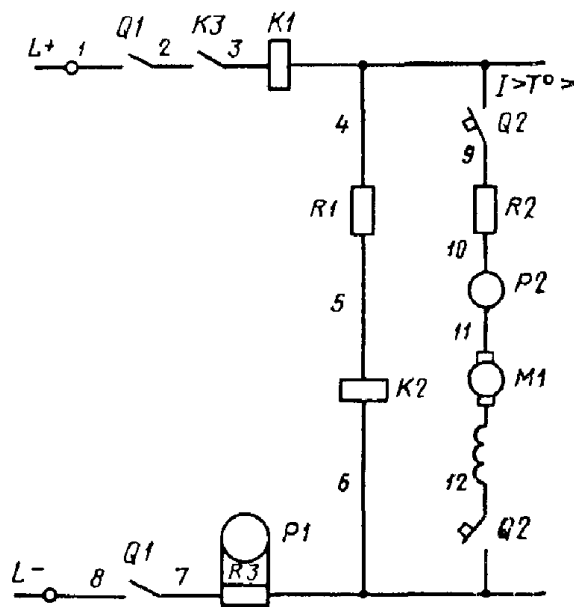 L+ 1 Q1 2 K3 3 K1
I>T°>
4
Q2
9
R1 R2
10
P2
5
11
M1
K2
6 12
P1 Q2
Q1 R3
L- 8 7